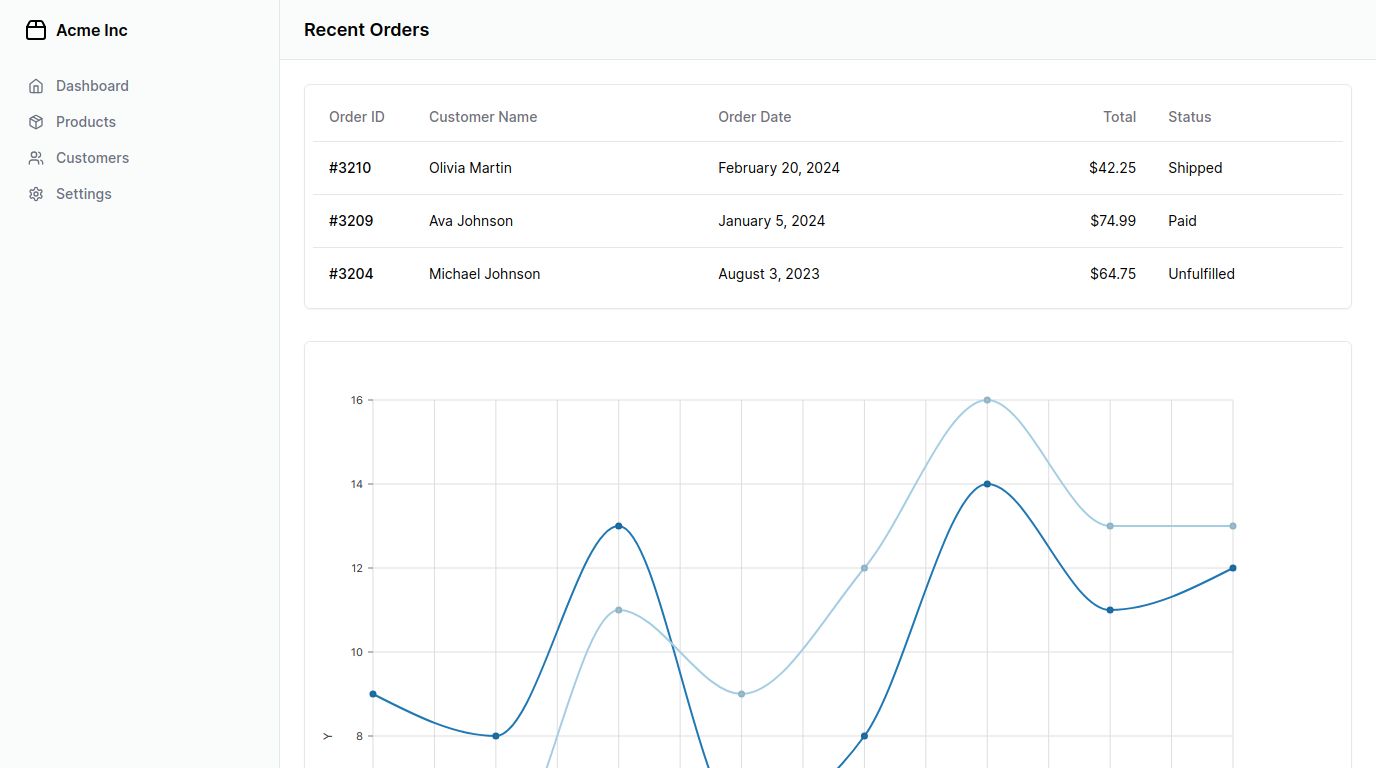 Acme Inc
Dashboard
Products
Customers
Settings
Recent Orders
Order ID Customer Name Order Date Total Status
#3210 Olivia Martin February 20, 2024 $42.25 Shipped
#3209 Ava Johnson January 5, 2024 $74.99 Paid
#3204 Michael Johnson August 3, 2023 $64.75 Unfulfilled
16
14
12
10
Y 8